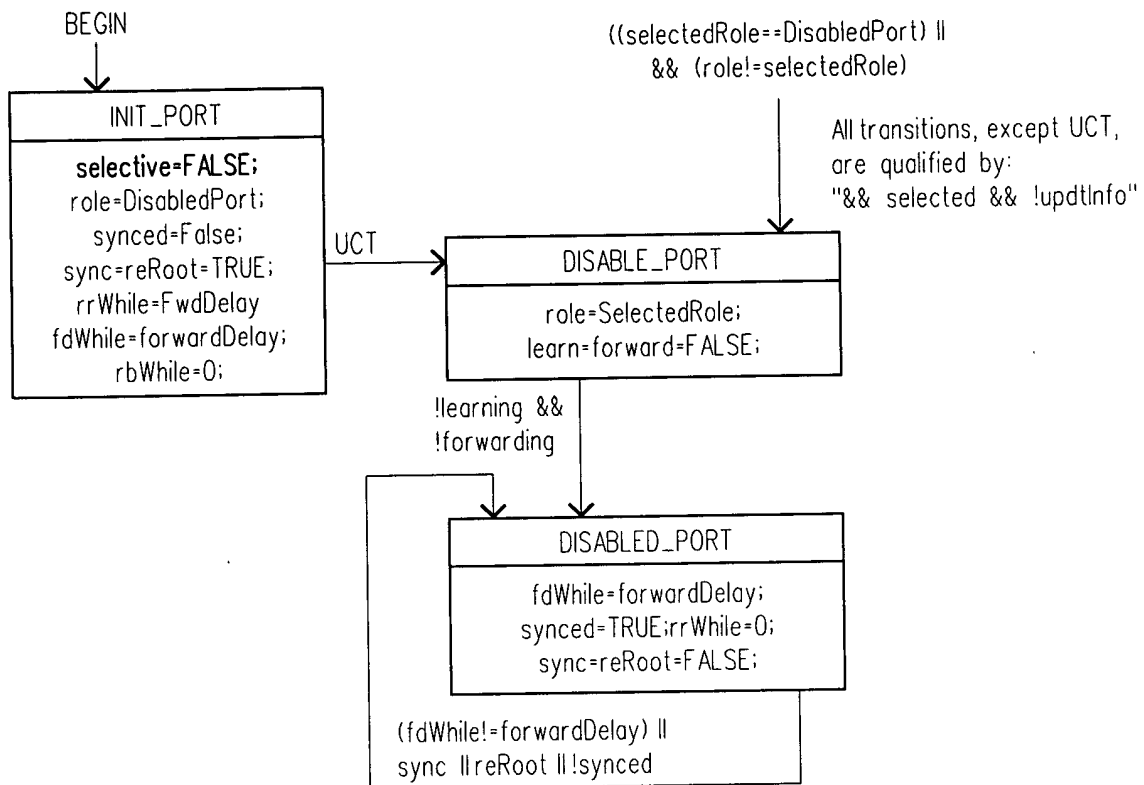 BEGIN
((selectedRole==DisabledPort) ||
&& (role!=selectedRole)
INIT_PORT
selective=FALSE;
role=DisabledPort;
synced=False;
sync=reRoot=TRUE;
rrWhile=FwdDelay
fdWhile=forwardDelay;
rbWhile=0;
All transitions, except UCT,
are qualified by:
"&& selected && !updtInfo"
UCT
DISABLE_PORT
role=SelectedRole;
learn=forward=FALSE;
!learning &&
!forwarding
DISABLED_PORT
fdWhile=forwardDelay;
synced=TRUE;rrWhile=0;
sync=reRoot=FALSE;
(fdWhile!=forwardDelay) ||
sync ||reRoot || !synced